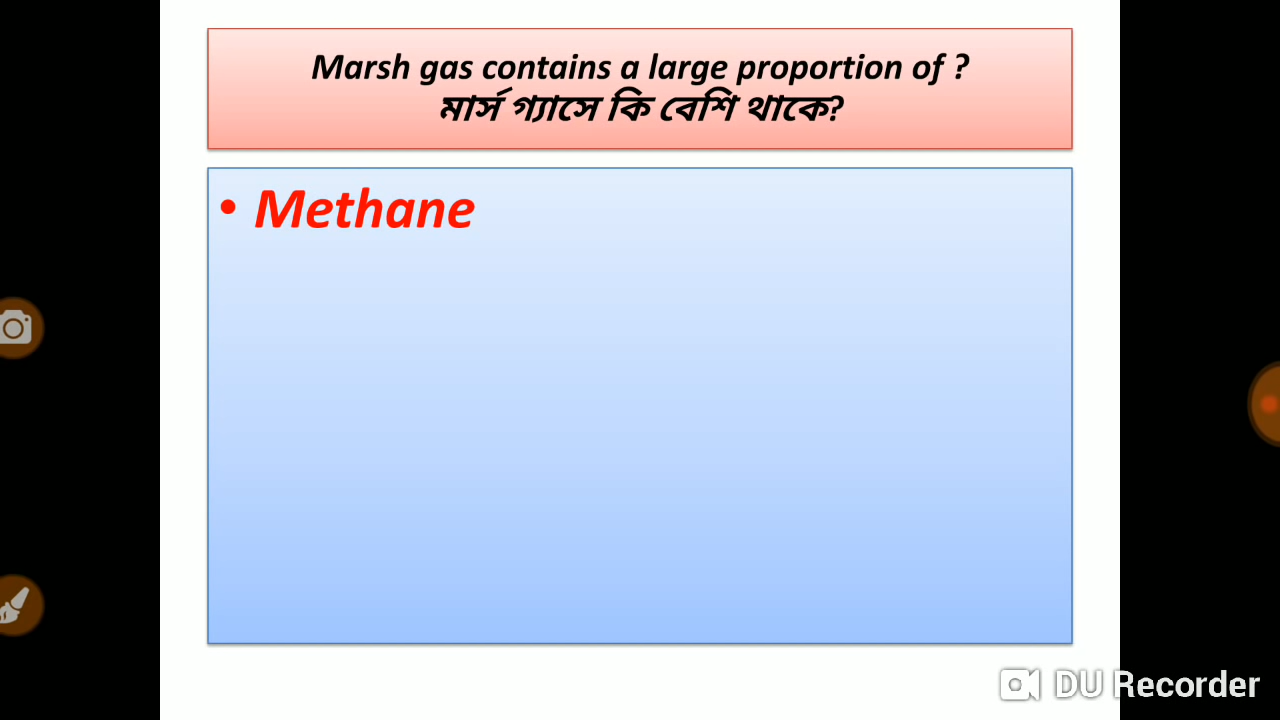 Marsh gas contains a large proportion of ?
মার্স গ্যাসে কি বেশি থাকে?
• Methane
DU Recorder